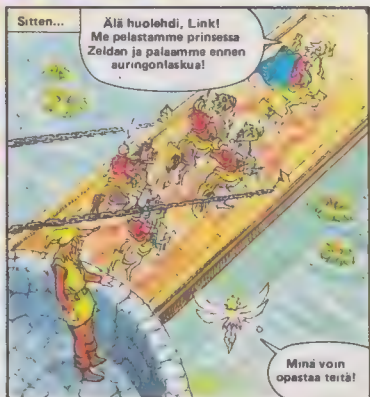 Sitten...
Älä huolehdi, Link!
Me pelastamme prinsessa
Zeldan ja palaamme ennen
auringonlaskua!
Minä voin
opastaa teitä!